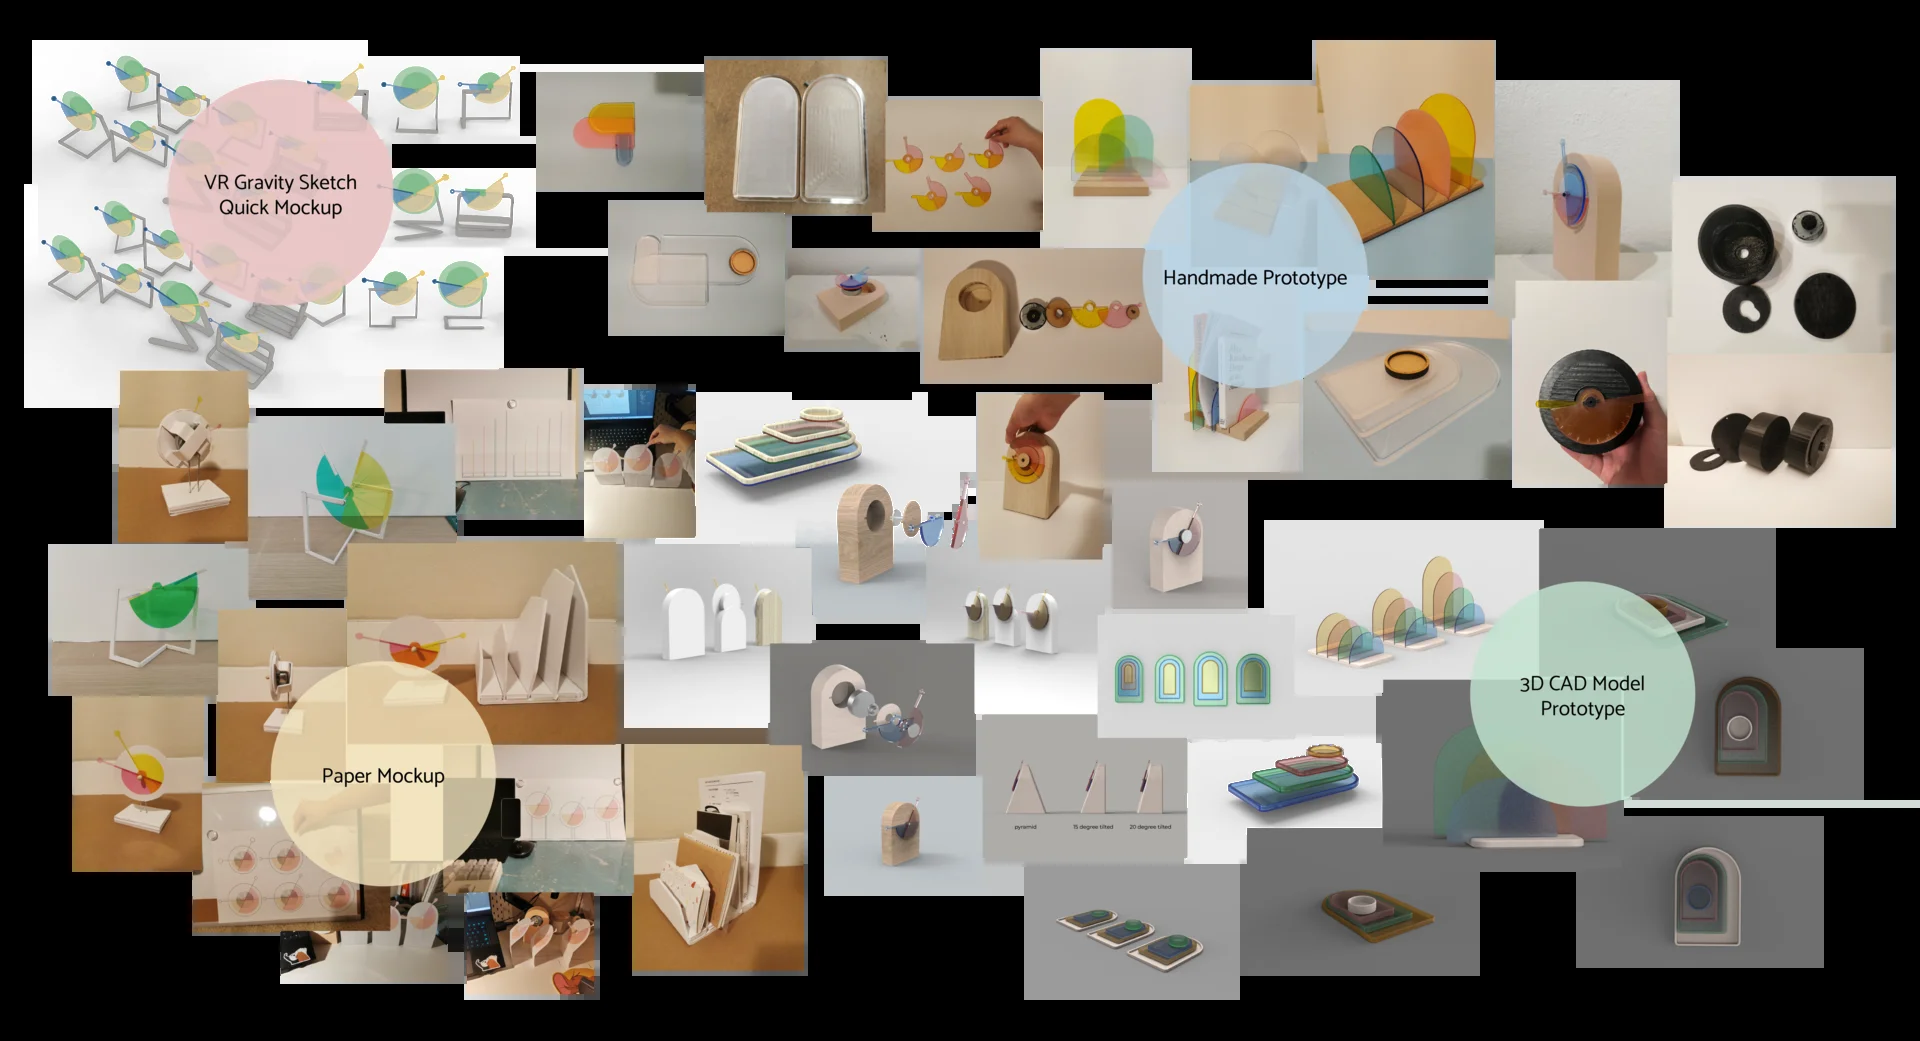 VR Gravity Sketch
Quick Mockup
Handmade Prototype
3D CAD Model
Prototype
Paper Mockup
pyramid
15 degree tilted
20 degree tilted